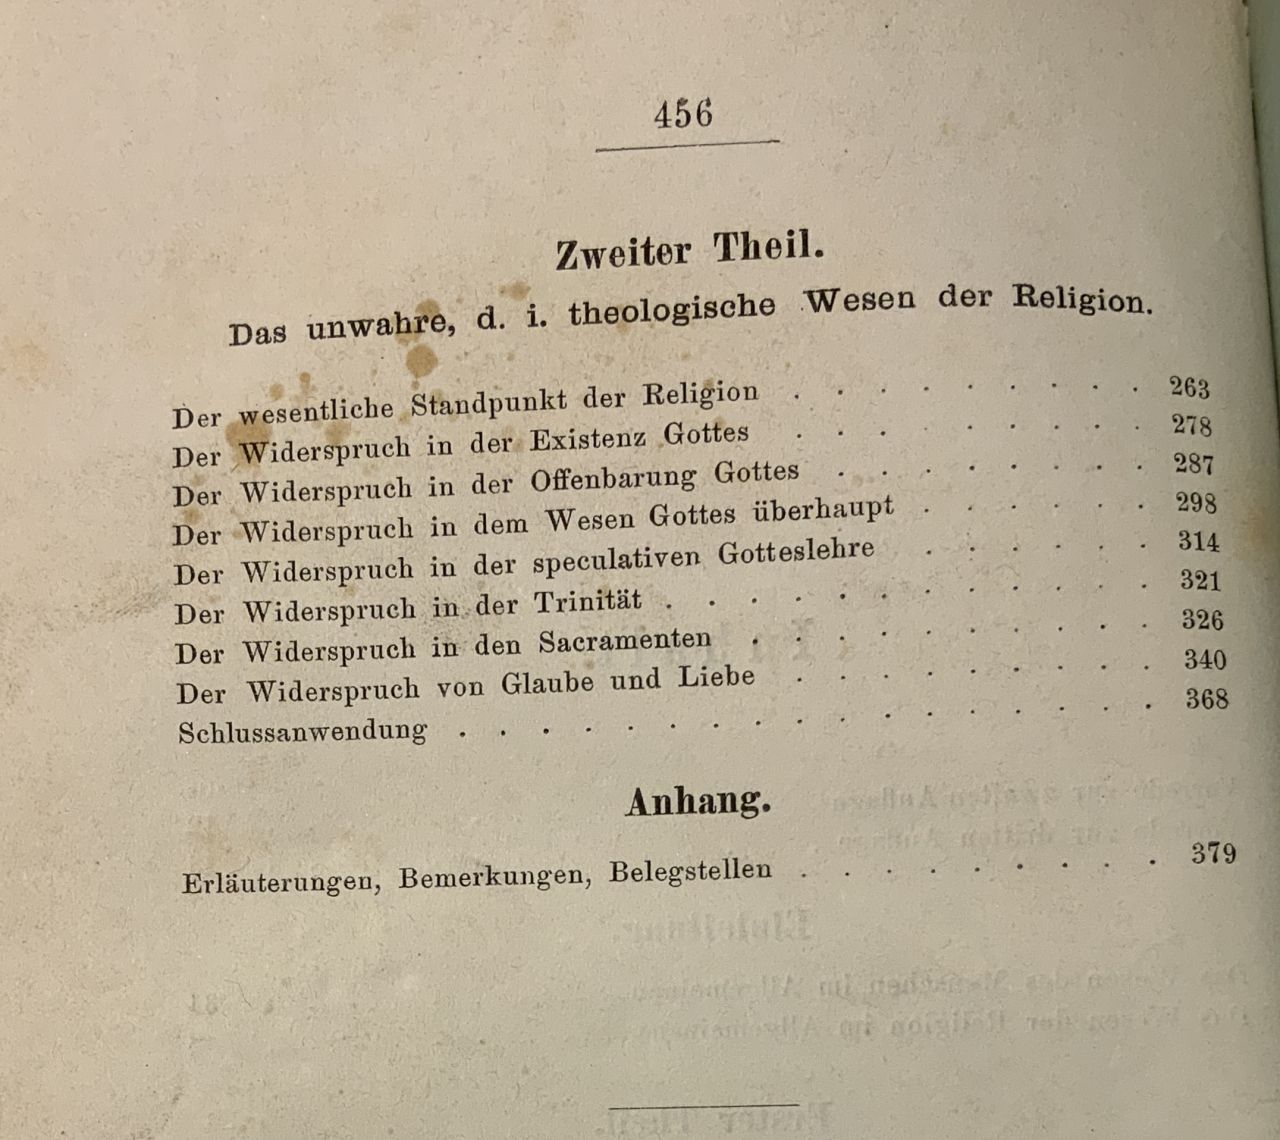 456
Zweiter Theil.
Das unwahre, d. i. theologische Wesen der Religion.
Der wesentliche Standpunkt der Religion . . . . . . . . . 263
Der Widerspruch in der Existenz Gottes . . . . . . . . . 278
Der Widerspruch in der Offenbarung Gottes . . . . . . . . 287
Der Widerspruch in dem Wesen Gottes überhaupt . . . . . . 298
Der Widerspruch in der speculativen Gotteslehre . . . . . . 314
Der Widerspruch in der Trinität . . . . . . . . . . . . 321
Der Widerspruch in den Sacramenten . . . . . . . . . . 326
Der Widerspruch von Glaube und Liebe . . . . . . . . . 340
Schlussanwendung . . . . . . . . . . . . . . . . . 368
Anhang.
Erläuterungen, Bemerkungen, Belegstellen . . . . . . . . . 379